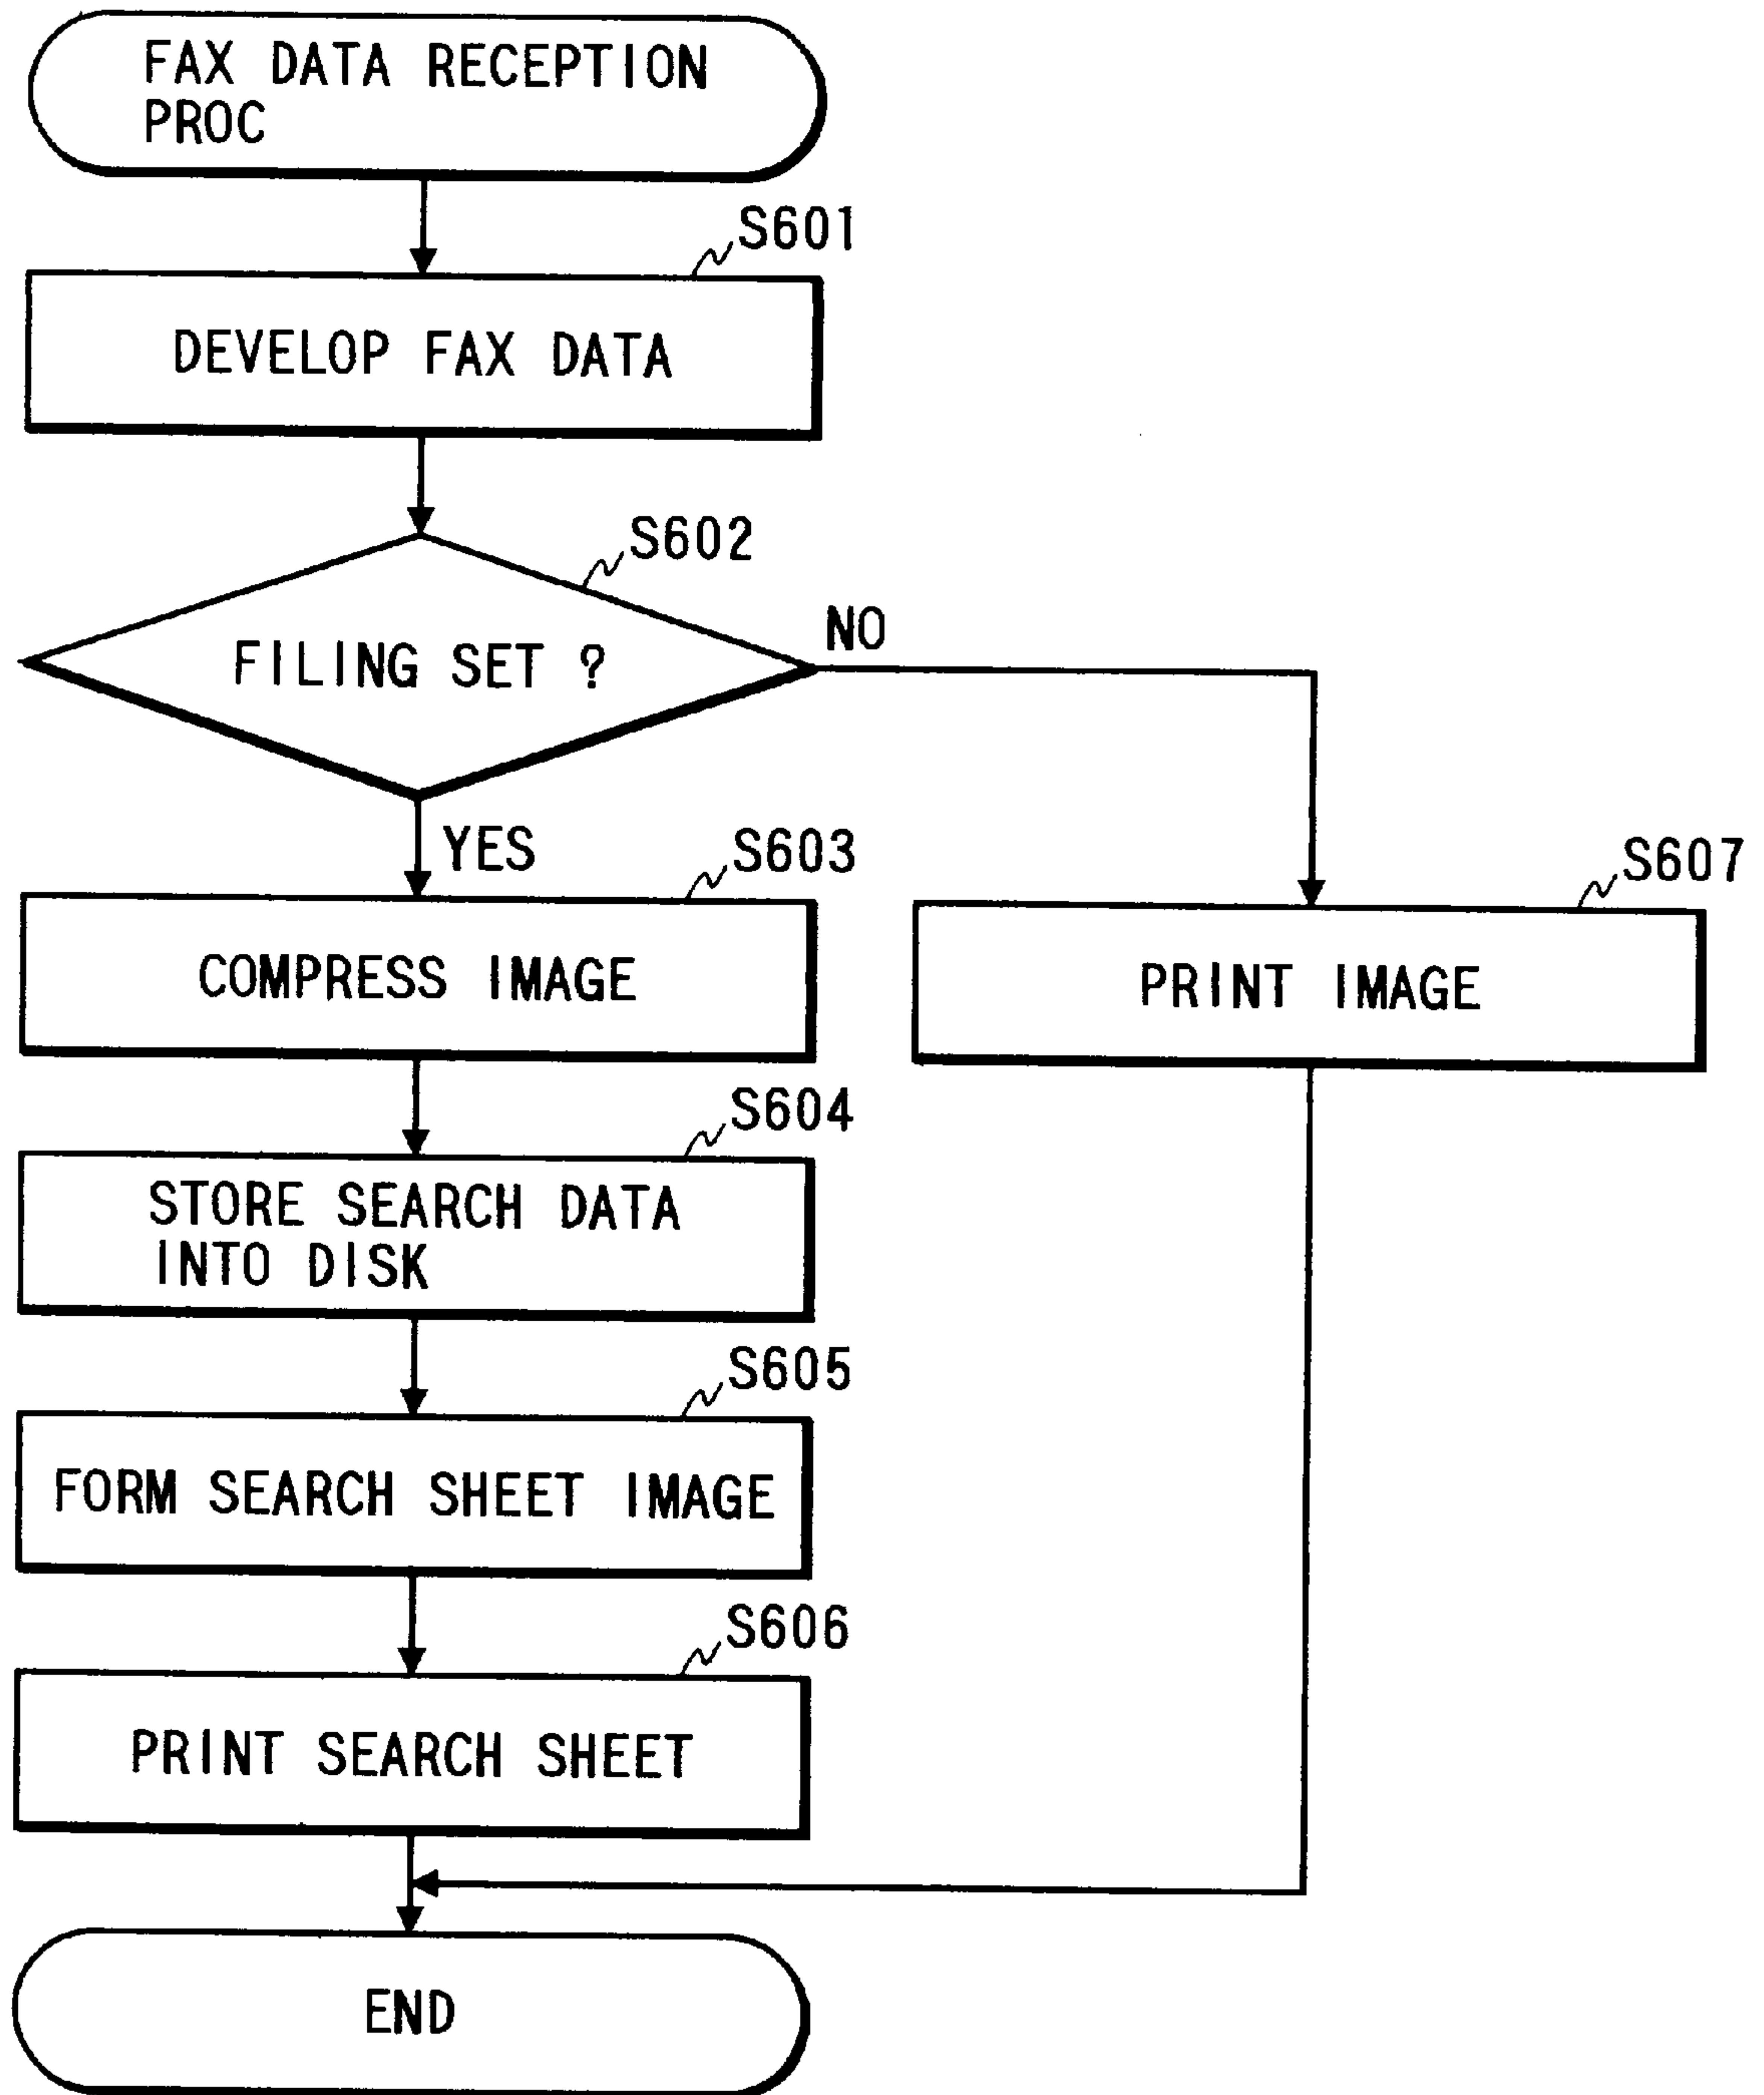 FAX DATA RECEPTION
PROC
S601
DEVELOP FAX DATA
S602
FILING SET ?
NO
YES
S603
COMPRESS IMAGE
S607
PRINT IMAGE
S604
STORE SEARCH DATA
INTO DISK
S605
FORM SEARCH SHEET IMAGE
S606
PRINT SEARCH SHEET
END